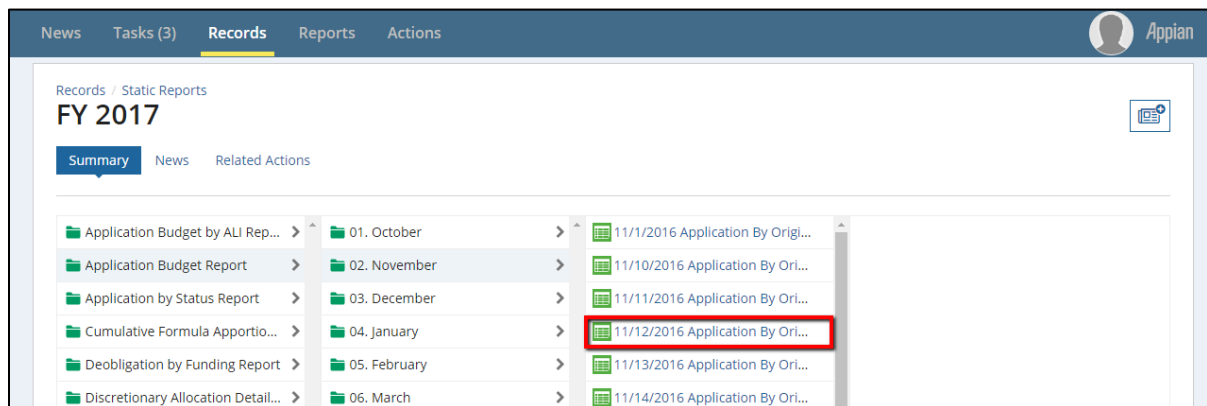 News Tasks (3) Records Reports Actions Appian
Records / Static Reports
FY 2017
Summary News Related Actions
Application Budget by ALI Rep... 01. October 11/1/2016 Application By Origi...
Application Budget Report 02. November 11/10/2016 Application By Ori...
Application by Status Report 03. December 11/11/2016 Application By Ori...
Cumulative Formula Apportio... 04. January 11/12/2016 Application By Ori...
Deobligation by Funding Report 05. February 11/13/2016 Application By Ori...
Discretionary Allocation Detail... 06. March 11/14/2016 Application By Ori...